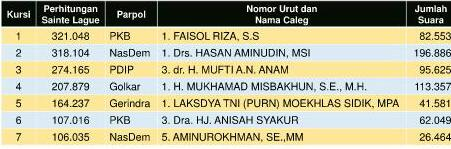 Kursi Perhitungan Sainte Lague Parpol Nomor Urut dan Nama Caleg Jumlah Suara
1 321.048 PKB 1. FAISOL RIZA, S.S 82.553
2 318.104 NasDem 1. Drs. HASAN AMINUDIN, MSI 196.886
3 274.165 PDIP 3. dr. H. MUFTI A.N. ANAM 95.625
4 207.879 Golkar 1. H. MUKHAMAD MISBAKHUN, S.E., M.H. 113.357
5 164.237 Gerindra 1. LAKSDYA TNI (PURN) MOEKHLAS SIDIK, MPA 41.581
6 107.016 PKB 3. Dra. HJ. ANISAH SYAKUR 62.049
7 106.035 NasDem 5. AMINUROKHMAN, SE.,MM 26.464